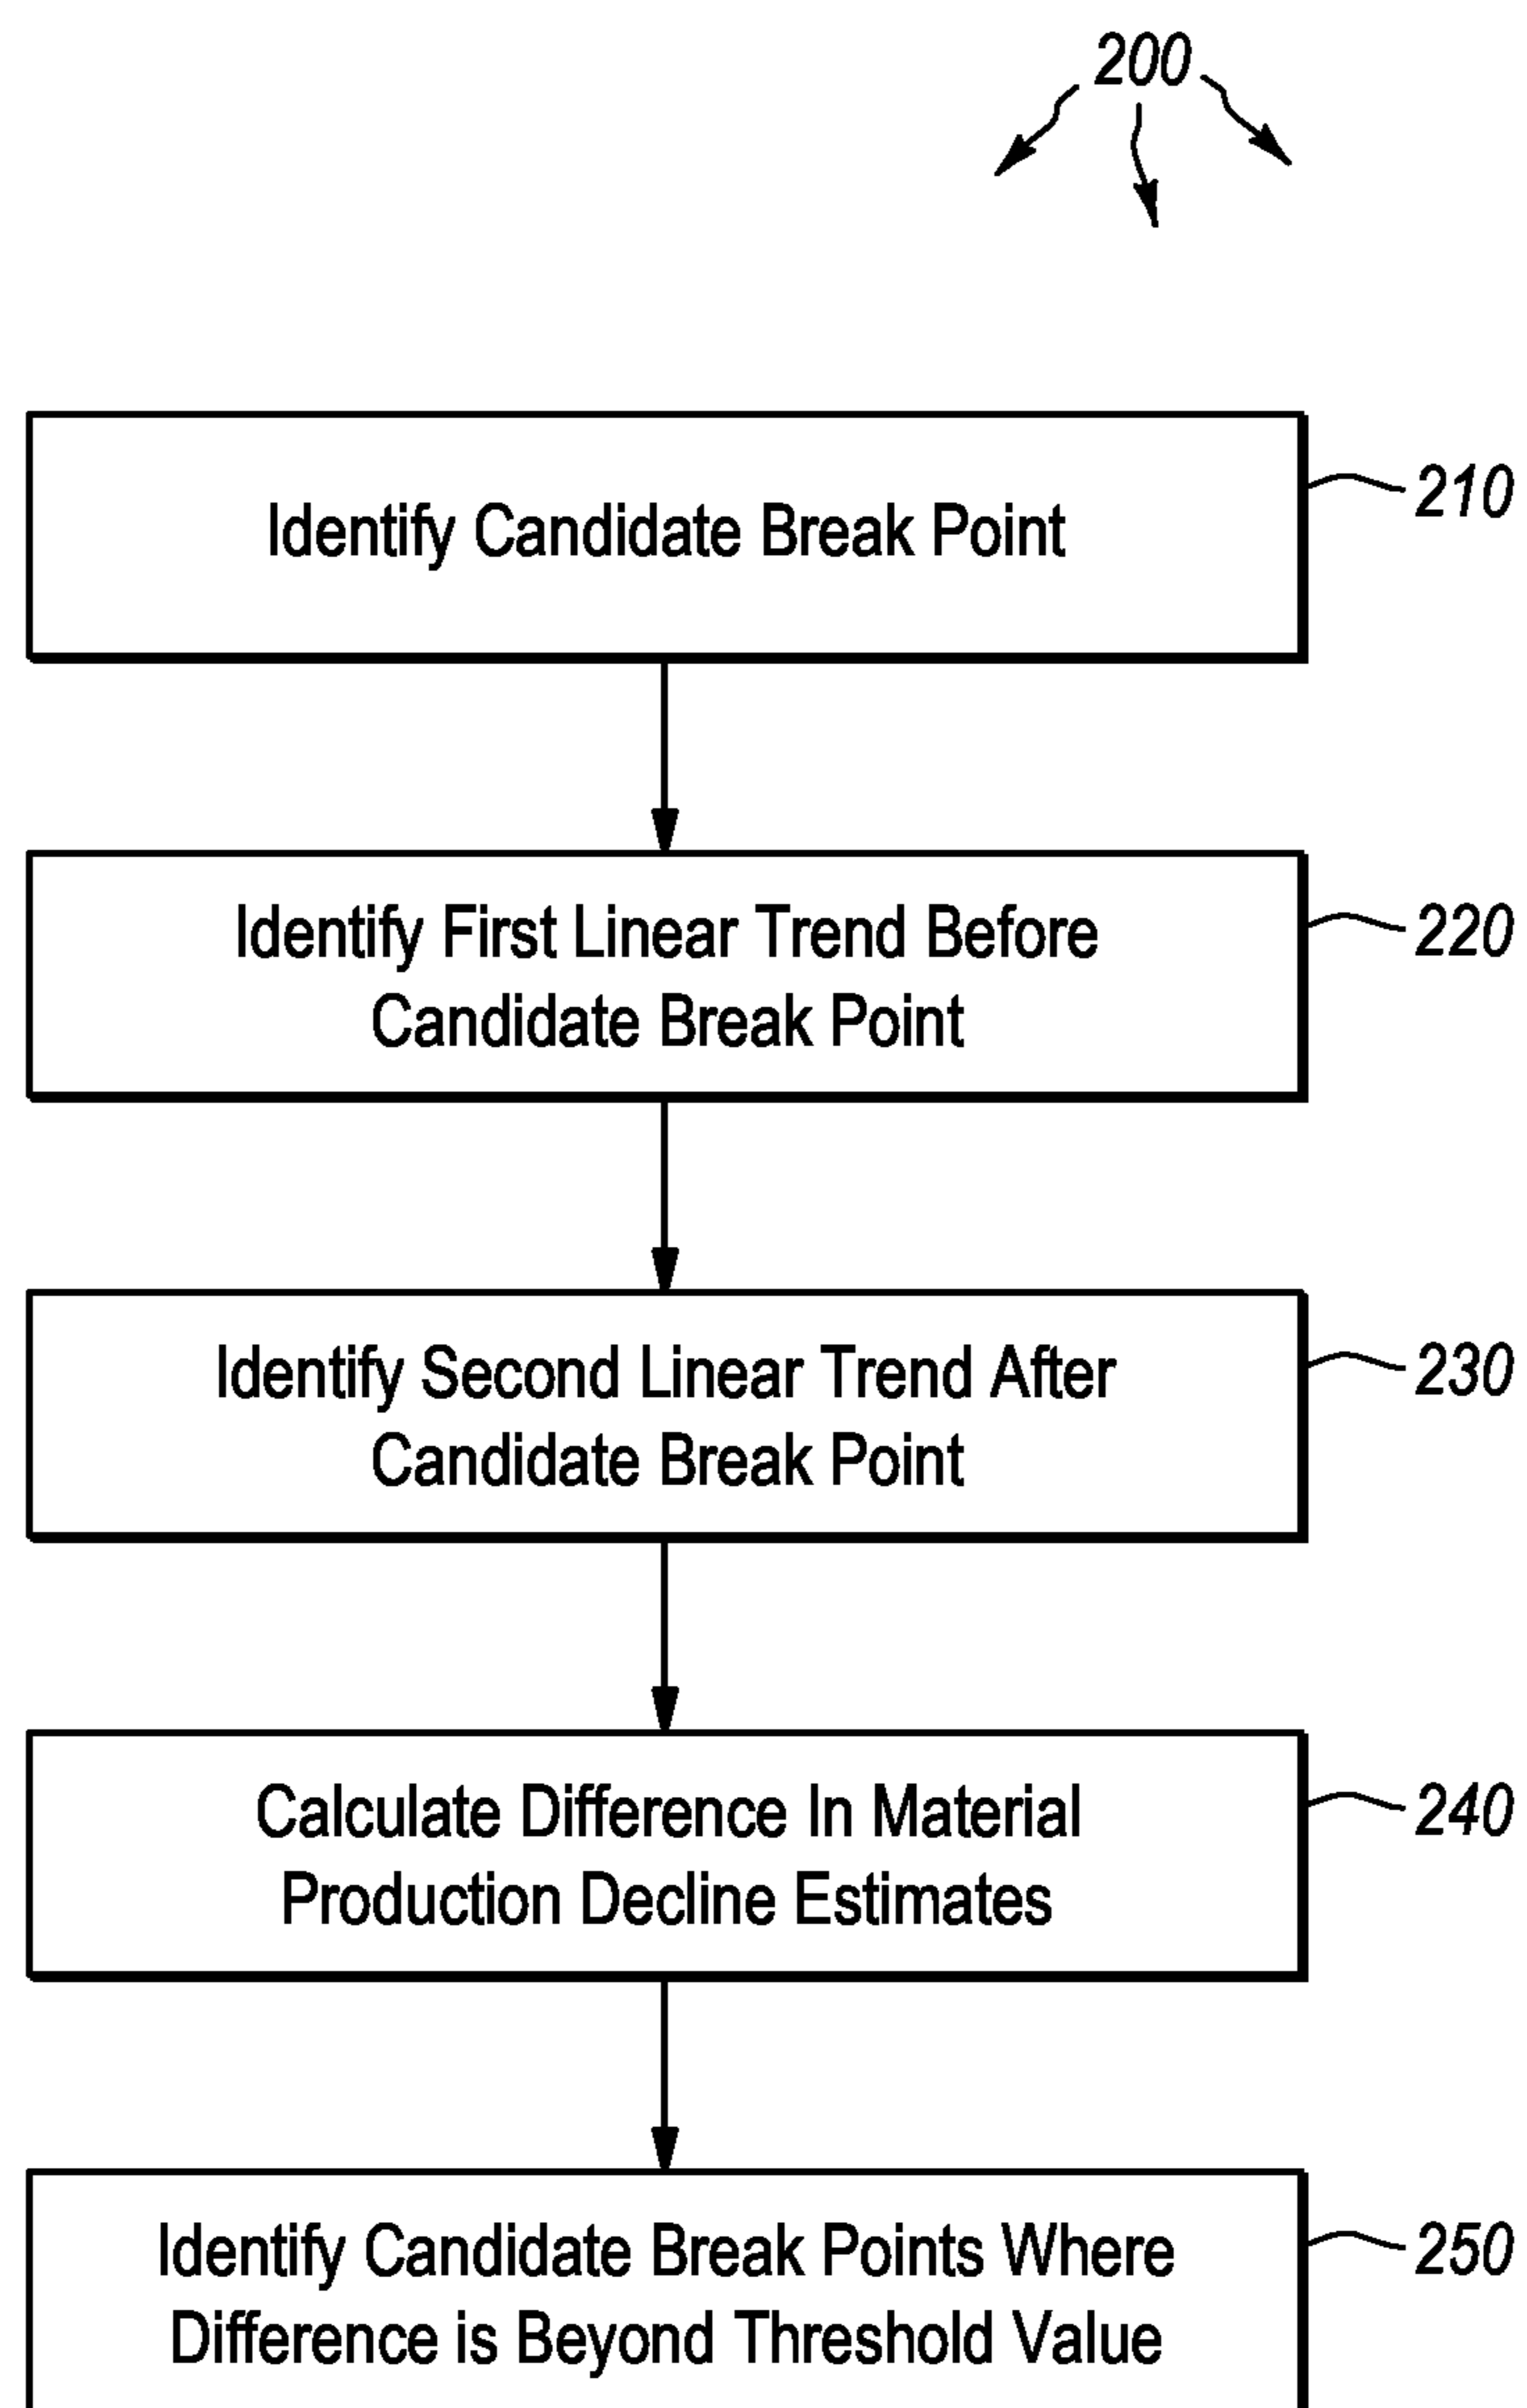 200
Identify Candidate Break Point
210
Identify First Linear Trend Before
Candidate Break Point
220
Identify Second Linear Trend After
Candidate Break Point
230
Calculate Difference In Material
Production Decline Estimates
240
Identify Candidate Break Points Where
Difference is Beyond Threshold Value
250